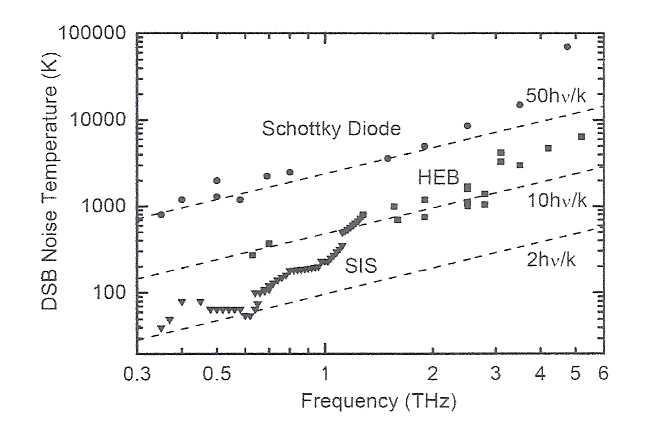 100000
10000
1000
100
DSB Noise Temperature (K)
50hν/k
Schottky Diode
HEB
10hν/k
SIS
2hν/k
0.3 0.5 1 2 3 4 5 6
Frequency (THz)